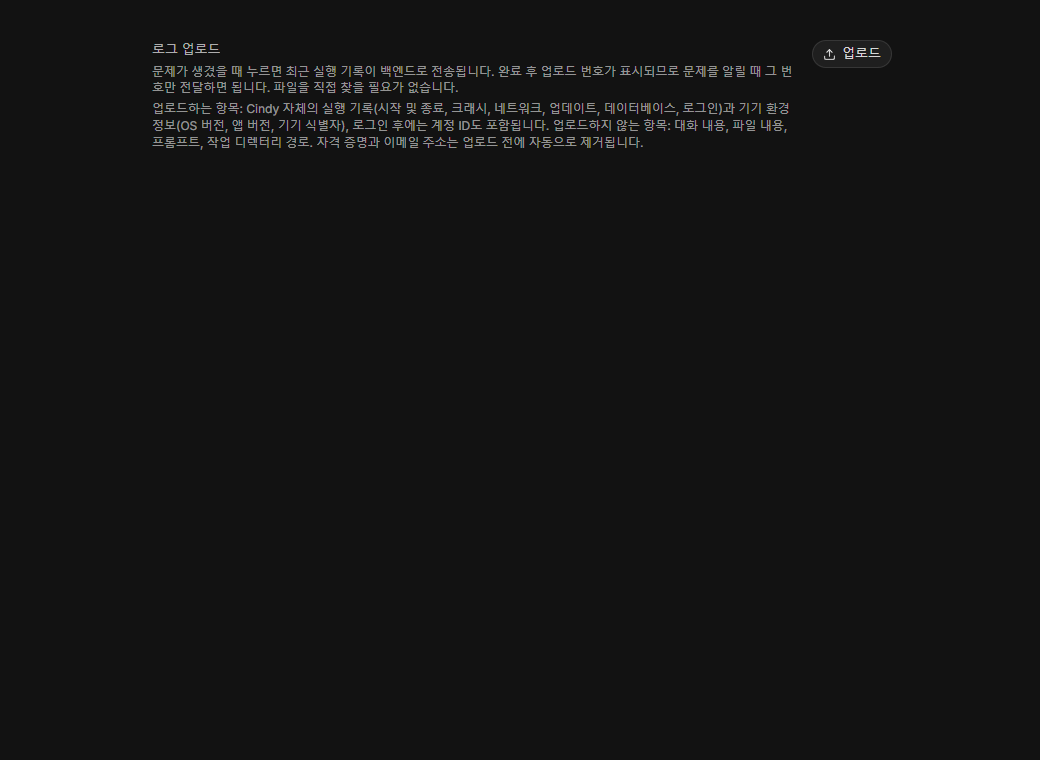 로그 업로드
업로드
문제가 생겼을 때 누르면 최근 실행 기록이 백엔드로 전송됩니다. 완료 후 업로드 번호가 표시되므로 문제를 알릴 때 그 번
호만 전달하면 됩니다. 파일을 직접 찾을 필요가 없습니다.
업로드하는 항목: Cindy 자체의 실행 기록(시작 및 종료, 크래시, 네트워크, 업데이트, 데이터베이스, 로그인)과 기기 환경
정보(OS 버전, 앱 버전, 기기 식별자), 로그인 후에는 계정 ID도 포함됩니다. 업로드하지 않는 항목: 대화 내용, 파일 내용,
프롬프트, 작업 디렉터리 경로. 자격 증명과 이메일 주소는 업로드 전에 자동으로 제거됩니다.